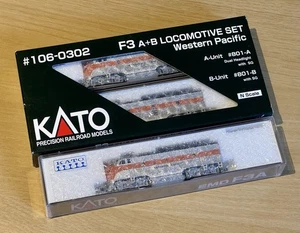 #106-0302
F3 A+B LOCOMOTIVE SET
Western Pacific
A-Unit #801-A
Dual Headlight
with SG
B-Unit #801-B
with SG
KATO
PRECISION RAILROAD MODELS
N Scale
KATO
EMD F3A